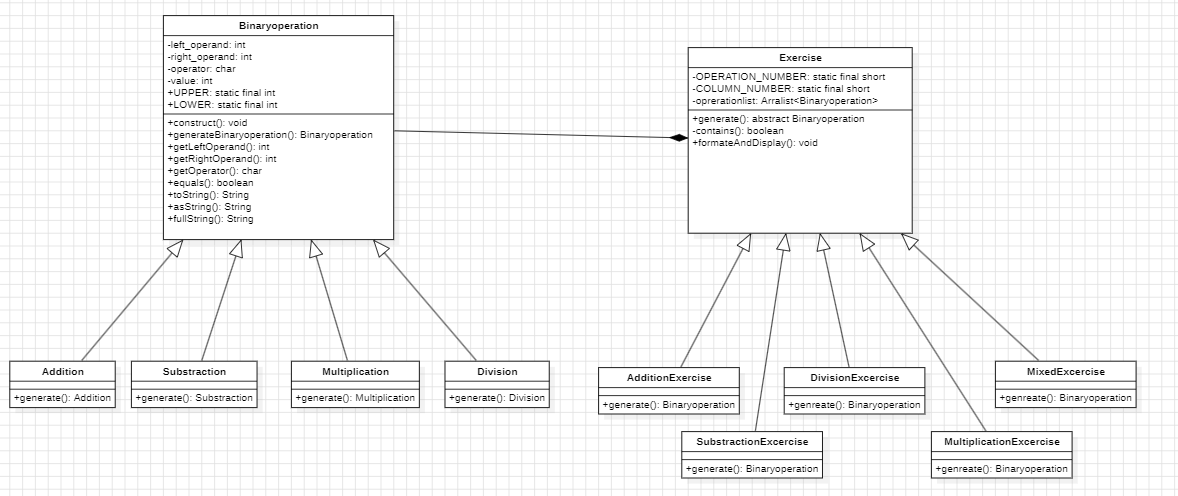 Binaryoperation
-left_operand: int
-right_operand: int
-operator: char
-value: int
+UPPER: static final int
+LOWER: static final int
+construct(): void
+generateBinaryoperation(): Binaryoperation
+getLeftOperand(): int
+getRightOperand(): int
+getOperator(): char
+equals(): boolean
+toString(): String
+asString(): String
+fullString(): String
Exercise
-OPERATION_NUMBER: static final short
-COLUMN_NUMBER: static final short
-oprerationlist: Arralist<Binaryoperation>
+generate(): abstract Binaryoperation
-contains(): boolean
+formateAndDisplay(): void
Addition
+generate(): Addition
Substraction
+generate(): Substraction
Multiplication
+generate(): Multiplication
Division
+generate(): Division
AdditionExercise
+generate(): Binaryoperation
DivisionExcercise
+genreate(): Binaryoperation
MixedExcercise
+genreate(): Binaryoperation
SubstractionExcercise
+generate(): Binaryoperation
MultiplicationExcercise
+genreate(): Binaryoperation